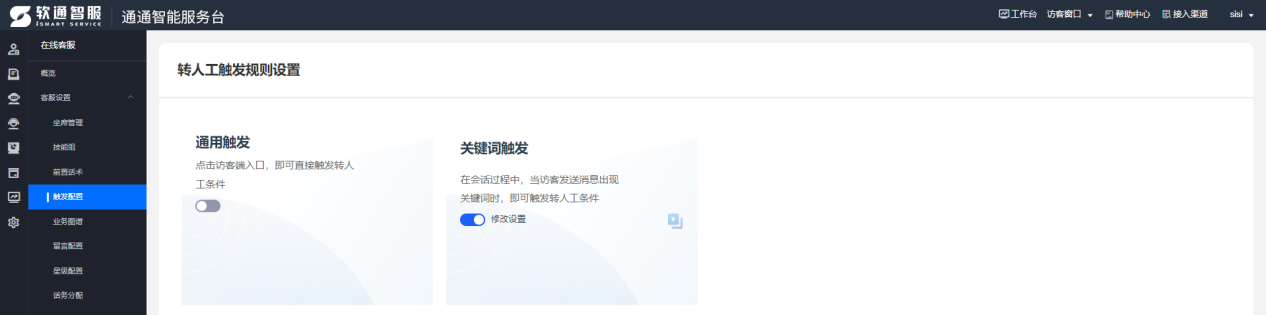 软通智服
ISMART SERVICE
通通智能服务台
工作台 访客窗口 帮助中心 接入渠道 sisi
在线客服
概览
客服设置
坐席管理
技能组
前置话术
触发配置
业务图谱
留言配置
星级配置
话务分配
转人工触发规则设置
通用触发
点击访客端入口，即可直接触发转人
工条件
关键词触发
在会话过程中，当访客发送消息出现
关键词时，即可触发转人工条件
修改设置